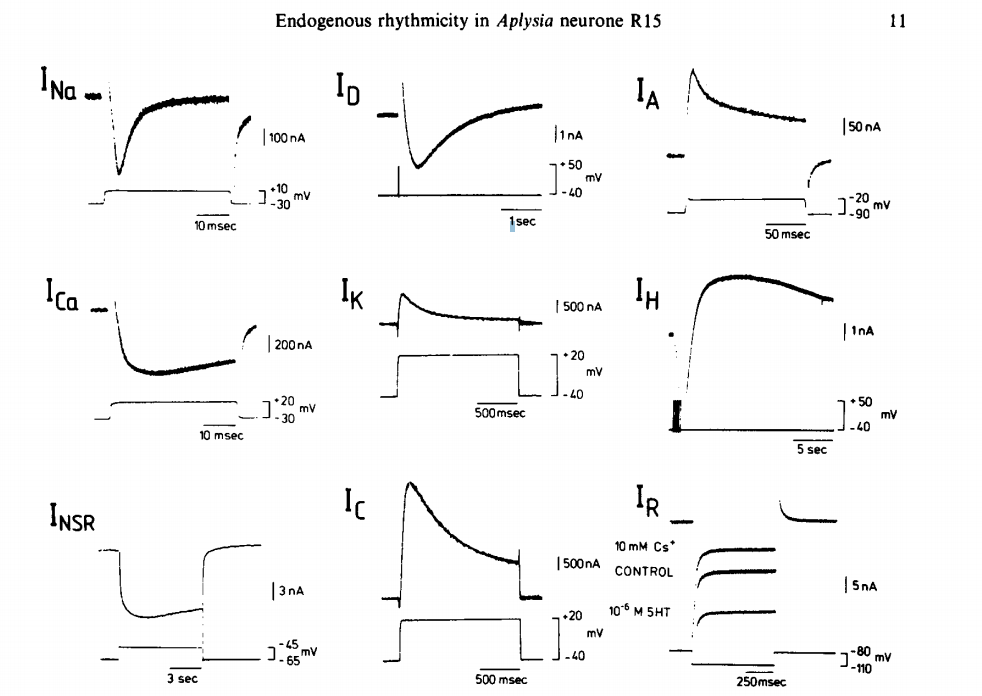 Endogenous rhythmicity in Aplysia neurone R15 11
INa
100 nA
+10
-30 mV
10 msec
ID
1 nA
+50
mV
-40
1 sec
IA
50 nA
-20
-90 mV
50 msec
ICa
200 nA
+20
-30 mV
10 msec
IK
500 nA
+20
mV
-40
500 msec
IH
1 nA
+50
mV
-40
5 sec
INSR
3 nA
-45
-65 mV
3 sec
IC
500 nA
+20
mV
-40
500 msec
IR
10 mM Cs+
CONTROL
10-6 M 5HT
5 nA
-80
-110 mV
250 msec